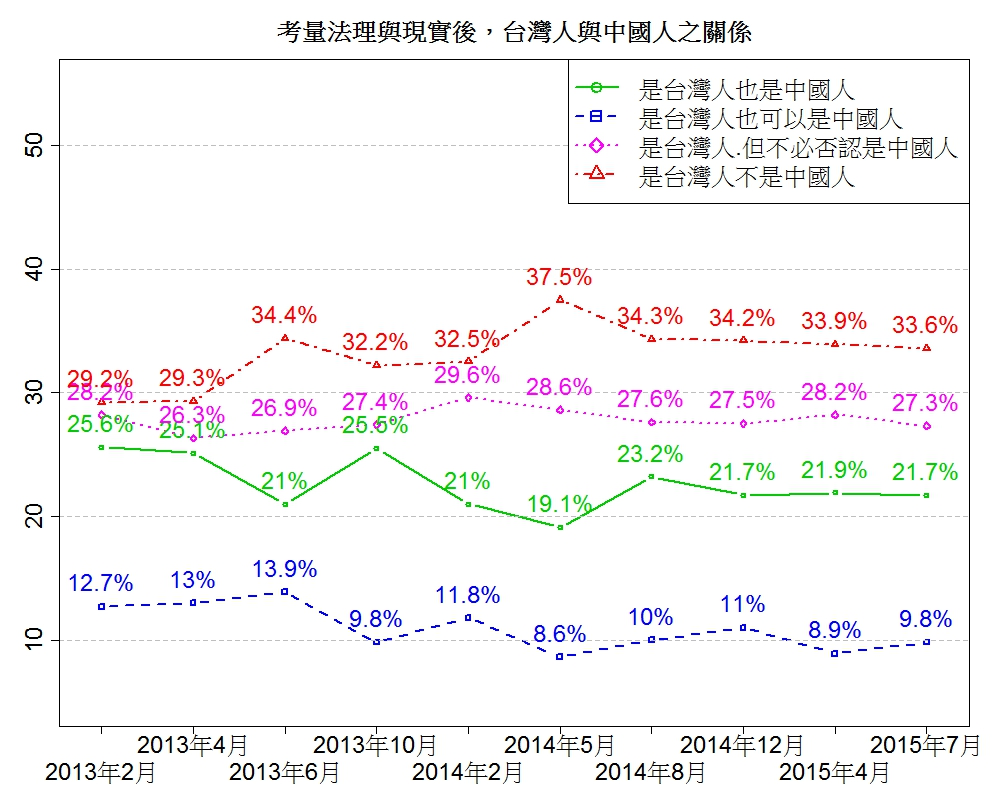 考量法理與現實後，台灣人與中國人之關係
是台灣人也是中國人
是台灣人也可以是中國人
是台灣人.但不必否認是中國人
是台灣人不是中國人
50
40
30
20
10
29.2% 29.3% 34.4% 32.2% 32.5% 37.5% 34.3% 34.2% 33.9% 33.6%
28.2% 26.3% 26.9% 27.4% 29.6% 28.6% 27.6% 27.5% 28.2% 27.3%
25.6% 25.1% 21% 25.5% 21% 19.1% 23.2% 21.7% 21.9% 21.7%
12.7% 13% 13.9% 9.8% 11.8% 8.6% 10% 11% 8.9% 9.8%
2013年4月 2013年10月 2014年5月 2014年12月 2015年7月
2013年2月 2013年6月 2014年2月 2014年8月 2015年4月